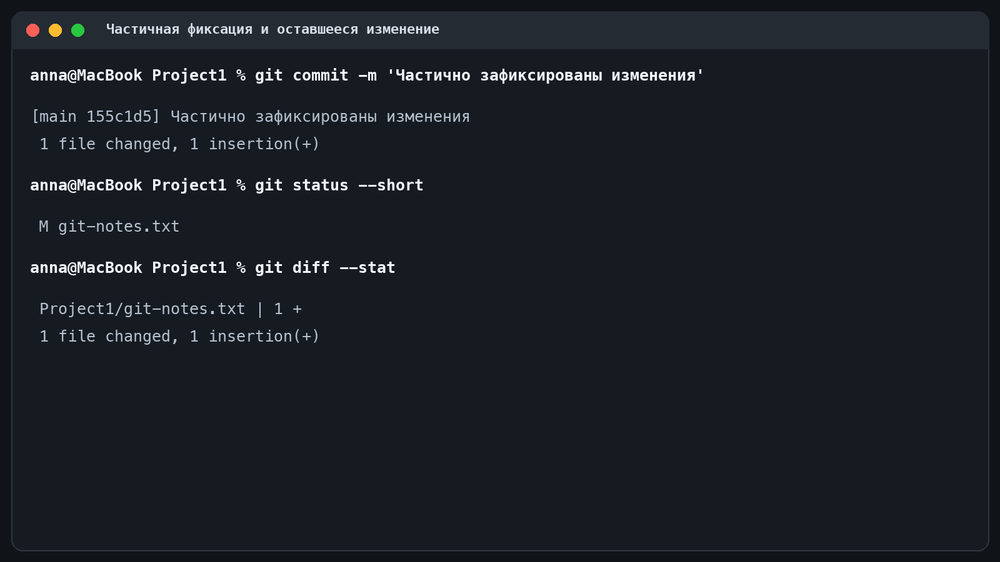 Частичная фиксация и оставшееся изменение
anna@MacBook Project1 % git commit -m 'Частично зафиксированы изменения'
[main 155c1d5] Частично зафиксированы изменения
 1 file changed, 1 insertion(+)
anna@MacBook Project1 % git status --short
 M git-notes.txt
anna@MacBook Project1 % git diff --stat
 Project1/git-notes.txt | 1 +
 1 file changed, 1 insertion(+)